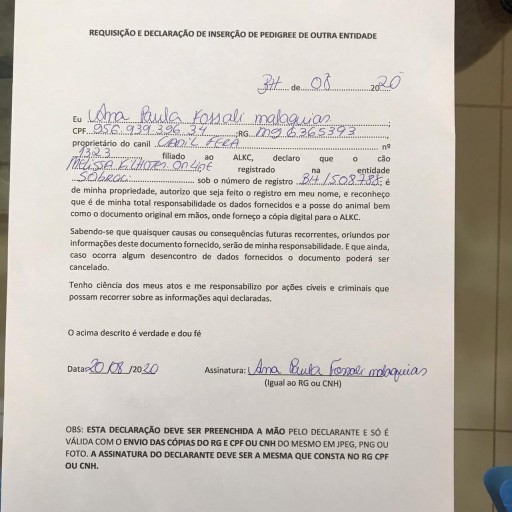 REQUISIÇÃO E DECLARAÇÃO DE INSERÇÃO DE PEDIGREE DE OUTRA ENTIDADE
BH de 08 2020
Eu Ana Paula Fossali malaquias;
CPF 956.939.396.34;RG mg 6365393,
proprietário do canil CANIL FERA nº
1323 filiado ao ALKC, declaro que o cão
MELISSA registrado na entidade
SOBRACI sob o número de registro BH/508788; é
de minha propriedade, autorizo que seja feito o registro em meu nome, e reconheço
que é de minha total responsabilidade os dados fornecidos e a posse do animal bem
como o documento original em mãos, onde forneço a cópia digital para o ALKC.
Sabendo-se que quaisquer causas ou consequências futuras recorrentes, oriundos por
informações deste documento fornecido, serão de minha responsabilidade. E que ainda,
caso ocorra algum desencontro de dados fornecidos o documento poderá ser
cancelado.
Tenho ciência dos meus atos e me responsabilizo por ações cíveis e criminais que
possam recorrer sobre as informações aqui declaradas.
O acima descrito é verdade e dou fé
Data: 20/08/2020 Assinatura: Ana Paula Fossali malaquias
(Igual ao RG ou CNH)
OBS: ESTA DECLARAÇÃO DEVE SER PREENCHIDA A MÃO PELO DECLARANTE E SÓ É
VÁLIDA COM O ENVIO DAS CÓPIAS DO RG E CPF OU CNH DO MESMO EM JPEG, PNG OU
FOTO. A ASSINATURA DO DECLARANTE DEVE SER A MESMA QUE CONSTA NO RG CPF
OU CNH.